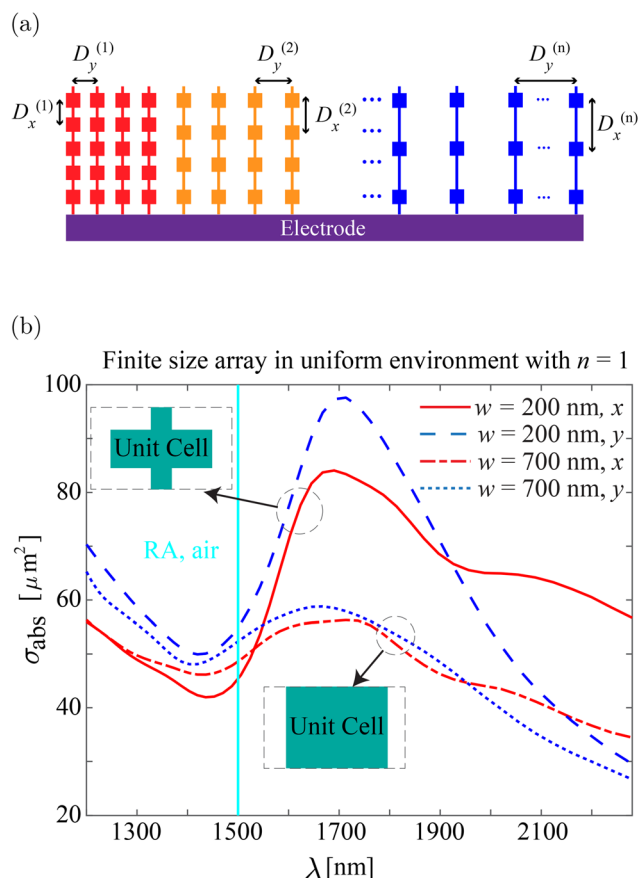 (a)
D_y^(1) D_y^(2) D_y^(n)
D_x^(1) D_x^(2) D_x^(n)
... ...
...
... ...
... ...
Electrode
(b)
Finite size array in uniform environment with n = 1
100
80
60
40
20
σ_abs [μm²]
Unit Cell
RA, air
w = 200 nm, x
w = 200 nm, y
w = 700 nm, x
w = 700 nm, y
Unit Cell
1300 1500 1700 1900 2100
λ [nm]